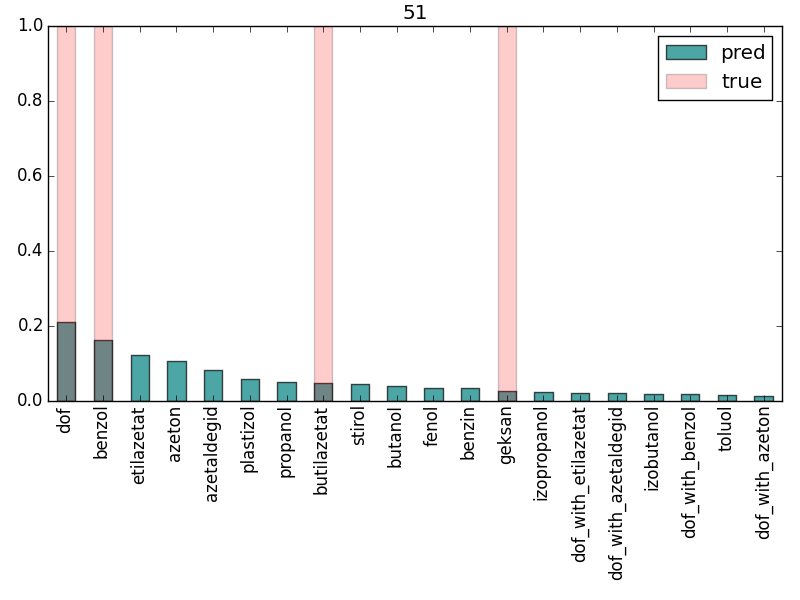 51
1.0
0.8
0.6
0.4
0.2
0.0
pred
true
dof
benzol
etilazetat
azeton
azetaldegid
plastizol
propanol
butilazetat
stirol
butanol
fenol
benzin
geksan
izopropanol
dof_with_etilazetat
dof_with_azetaldegid
izobutanol
dof_with_benzol
toluol
dof_with_azeton